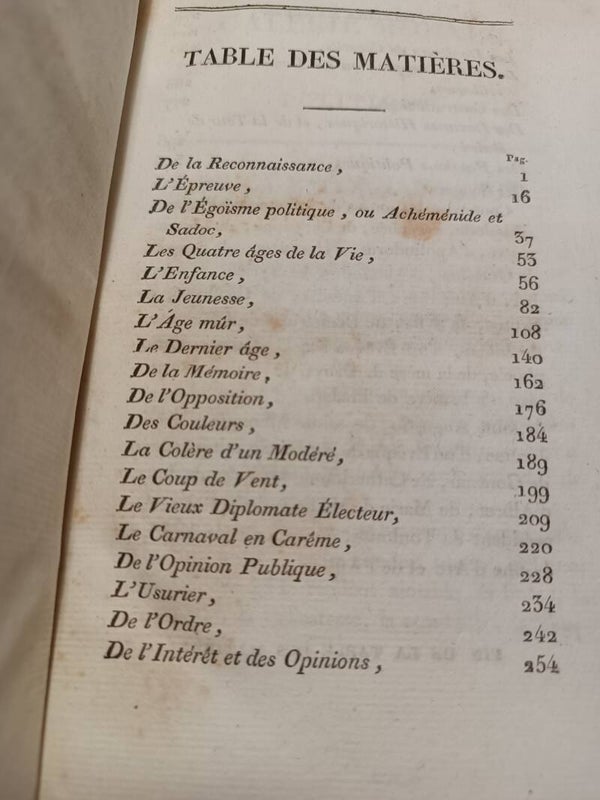 TABLE DES MATIÈRES.
Pag.
De la Reconnaissance, 1
L'Épreuve, 16
De l'Égoïsme politique, ou Achéménide et
Sadoc, 37
Les Quatre âges de la Vie, 53
L'Enfance, 56
La Jeunesse, 82
L'Âge mûr, 108
Le Dernier âge, 140
De la Mémoire, 162
De l'Opposition, 176
Des Couleurs, 184
La Colère d'un Modéré, 189
Le Coup de Vent, 199
Le Vieux Diplomate Électeur, 209
Le Carnaval en Carême, 220
De l'Opinion Publique, 228
L'Usurier, 234
De l'Ordre, 242
De l'Intérêt et des Opinions, 254